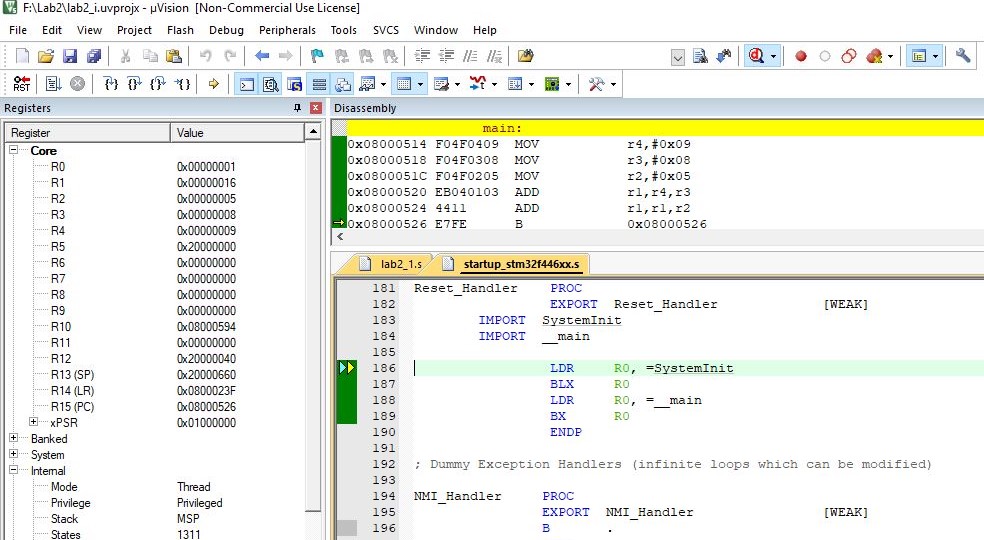 F:\Lab2\lab2_i.uvprojx - µVision [Non-Commercial Use License]
File Edit View Project Flash Debug Peripherals Tools SVCS Window Help
RST
Registers
Register Value
Core
R0 0x00000001
R1 0x00000016
R2 0x00000005
R3 0x00000008
R4 0x00000009
R5 0x20000000
R6 0x00000000
R7 0x00000000
R8 0x00000000
R9 0x00000000
R10 0x08000594
R11 0x00000000
R12 0x20000040
R13 (SP) 0x20000660
R14 (LR) 0x0800023F
R15 (PC) 0x08000526
xPSR 0x01000000
Banked
System
Internal
Mode Thread
Privilege Privileged
Stack MSP
States 1311
Disassembly
main:
0x08000514 F04F0409 MOV r4,#0x09
0x08000518 F04F0308 MOV r3,#0x08
0x0800051C F04F0205 MOV r2,#0x05
0x08000520 EB040103 ADD r1,r4,r3
0x08000524 4411 ADD r1,r1,r2
0x08000526 E7FE B 0x08000526
lab2_1.s startup_stm32f446xx.s
181 Reset_Handler PROC
182 EXPORT Reset_Handler [WEAK]
183 IMPORT SystemInit
184 IMPORT __main
185
186 LDR R0, =SystemInit
187 BLX R0
188 LDR R0, =__main
189 BX R0
190 ENDP
191
192 ; Dummy Exception Handlers (infinite loops which can be modified)
193
194 NMI_Handler PROC
195 EXPORT NMI_Handler [WEAK]
196 B .